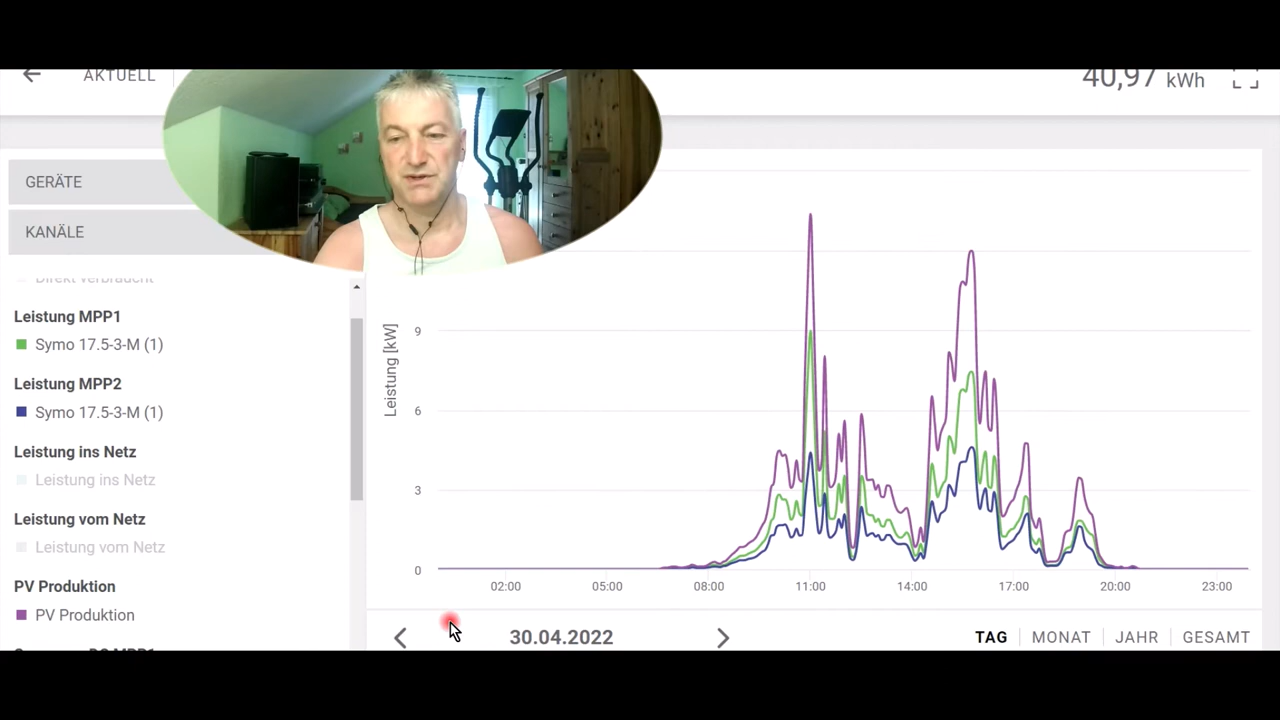 AKTUELL
40,97 kWh
GERÄTE
KANÄLE
Direkt verbraucht
Leistung MPP1
Symo 17.5-3-M (1)
Leistung MPP2
Symo 17.5-3-M (1)
Leistung ins Netz
Leistung ins Netz
Leistung vom Netz
Leistung vom Netz
PV Produktion
PV Produktion
Leistung [kW]
9
6
3
0
02:00 05:00 08:00 11:00 14:00 17:00 20:00 23:00
30.04.2022
TAG MONAT JAHR GESAMT